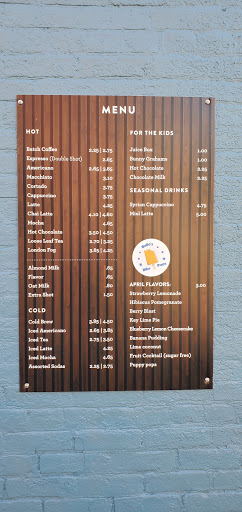 MENU
HOT
Batch Coffee 2.25 | 2.75
Espresso (Double Shot) 2.65
Americano 2.65 | 2.85
Macchiato 3.10
Cortado 3.75
Cappuccino 3.75
Latte 4.25
Chai Latte 4.10 | 4.60
Mocha 4.65
Hot Chocolate 3.50 | 4.50
Loose Leaf Tea 2.70 | 3.25
London Fog 3.65 | 4.25
Almond Milk .65
Flavor .65
Oat Milk .80
Extra Shot 1.50
COLD
Cold Brew 3.85 | 4.50
Iced Americano 2.65 | 3.85
Iced Tea 2.75 | 3.50
Iced Latte 4.25
Iced Mocha 4.65
Assorted Sodas 2.25 | 2.75
FOR THE KIDS
Juice Box 1.00
Bunny Grahams 1.00
Hot Chocolate 2.25
Chocolate Milk 2.25
SEASONAL DRINKS
Syrian Cappuccino 4.75
Mint Latte 5.00
APRIL FLAVORS: 3.00
Strawberry Lemonade
Hibiscus Pomegranate
Berry Blast
Key Lime Pie
Blueberry Lemon Cheesecake
Banana Pudding
Lime coconut
Fruit Cocktail (sugar free)
Puppy pops